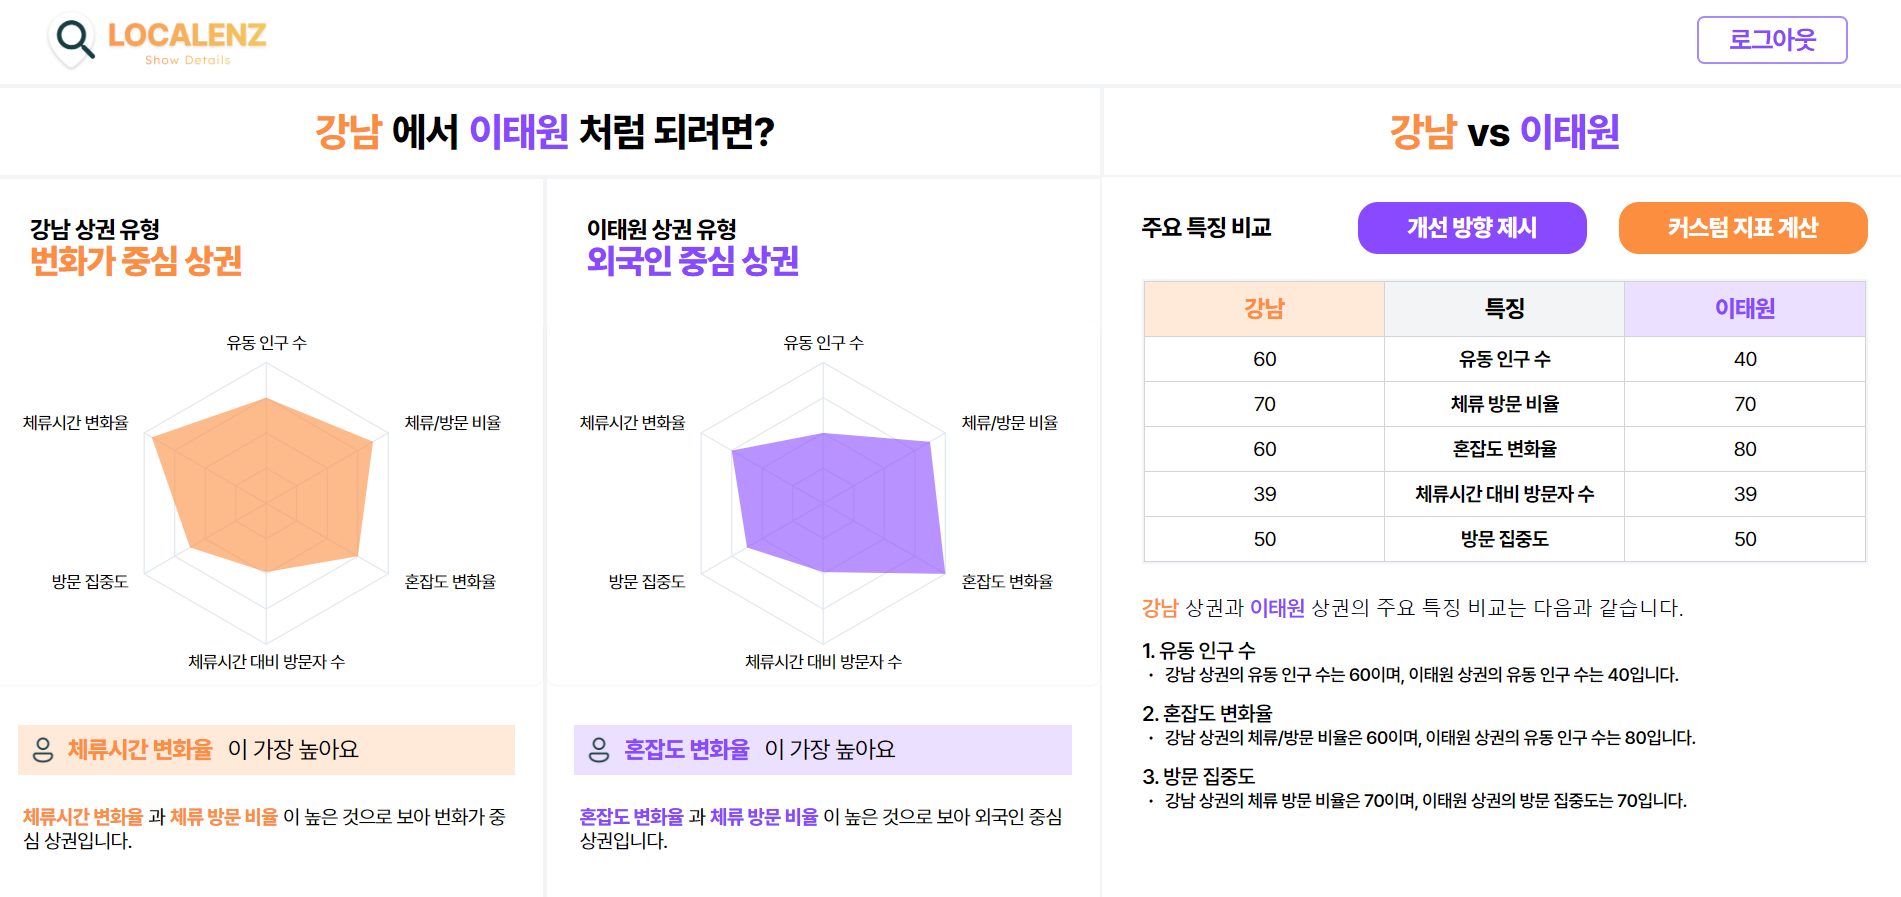 LOCALENZ
Show Details
로그아웃
강남 에서 이태원 처럼 되려면?
강남 vs 이태원
강남 상권 유형
번화가 중심 상권
유동 인구 수
체류시간 변화율
체류/방문 비율
방문 집중도
혼잡도 변화율
체류시간 대비 방문자 수
체류시간 변화율 이 가장 높아요
체류시간 변화율 과 체류 방문 비율 이 높은 것으로 보아 번화가 중
심 상권입니다.
이태원 상권 유형
외국인 중심 상권
유동 인구 수
체류시간 변화율
체류/방문 비율
방문 집중도
혼잡도 변화율
체류시간 대비 방문자 수
혼잡도 변화율 이 가장 높아요
혼잡도 변화율 과 체류 방문 비율 이 높은 것으로 보아 외국인 중심
상권입니다.
주요 특징 비교
개선 방향 제시
커스텀 지표 계산
강남 특징 이태원
60 유동 인구 수 40
70 체류 방문 비율 70
60 혼잡도 변화율 80
39 체류시간 대비 방문자 수 39
50 방문 집중도 50
강남 상권과 이태원 상권의 주요 특징 비교는 다음과 같습니다.
1. 유동 인구 수
· 강남 상권의 유동 인구 수는 60이며, 이태원 상권의 유동 인구 수는 40입니다.
2. 혼잡도 변화율
· 강남 상권의 체류/방문 비율은 60이며, 이태원 상권의 유동 인구 수는 80입니다.
3. 방문 집중도
· 강남 상권의 체류 방문 비율은 70이며, 이태원 상권의 방문 집중도는 70입니다.